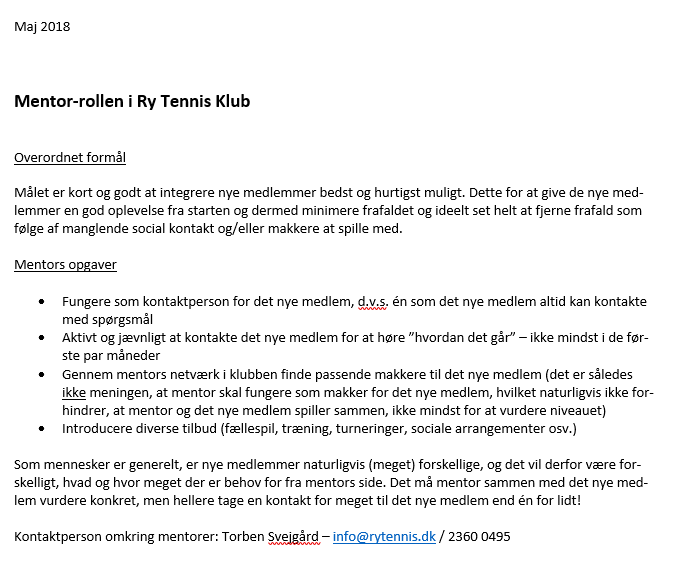 Maj 2018
Mentor-rollen i Ry Tennis Klub
Overordnet formål
Målet er kort og godt at integrere nye medlemmer bedst og hurtigst muligt. Dette for at give de nye med-
lemmer en god oplevelse fra starten og dermed minimere frafaldet og ideelt set helt at fjerne frafald som
følge af manglende social kontakt og/eller makkere at spille med.
Mentors opgaver
• Fungere som kontaktperson for det nye medlem, d.v.s. én som det nye medlem altid kan kontakte
med spørgsmål
• Aktivt og jævnligt at kontakte det nye medlem for at høre ”hvordan det går” – ikke mindst i de før-
ste par måneder
• Gennem mentors netværk i klubben finde passende makkere til det nye medlem (det er således
ikke meningen, at mentor skal fungere som makker for det nye medlem, hvilket naturligvis ikke for-
hindrer, at mentor og det nye medlem spiller sammen, ikke mindst for at vurdere niveauet)
• Introducere diverse tilbud (fællespil, træning, turneringer, sociale arrangementer osv.)
Som mennesker er generelt, er nye medlemmer naturligvis (meget) forskellige, og det vil derfor være for-
skelligt, hvad og hvor meget der er behov for fra mentors side. Det må mentor sammen med det nye med-
lem vurdere konkret, men hellere tage en kontakt for meget til det nye medlem end én for lidt!
Kontaktperson omkring mentorer: Torben Svejgård – info@rytennis.dk / 2360 0495